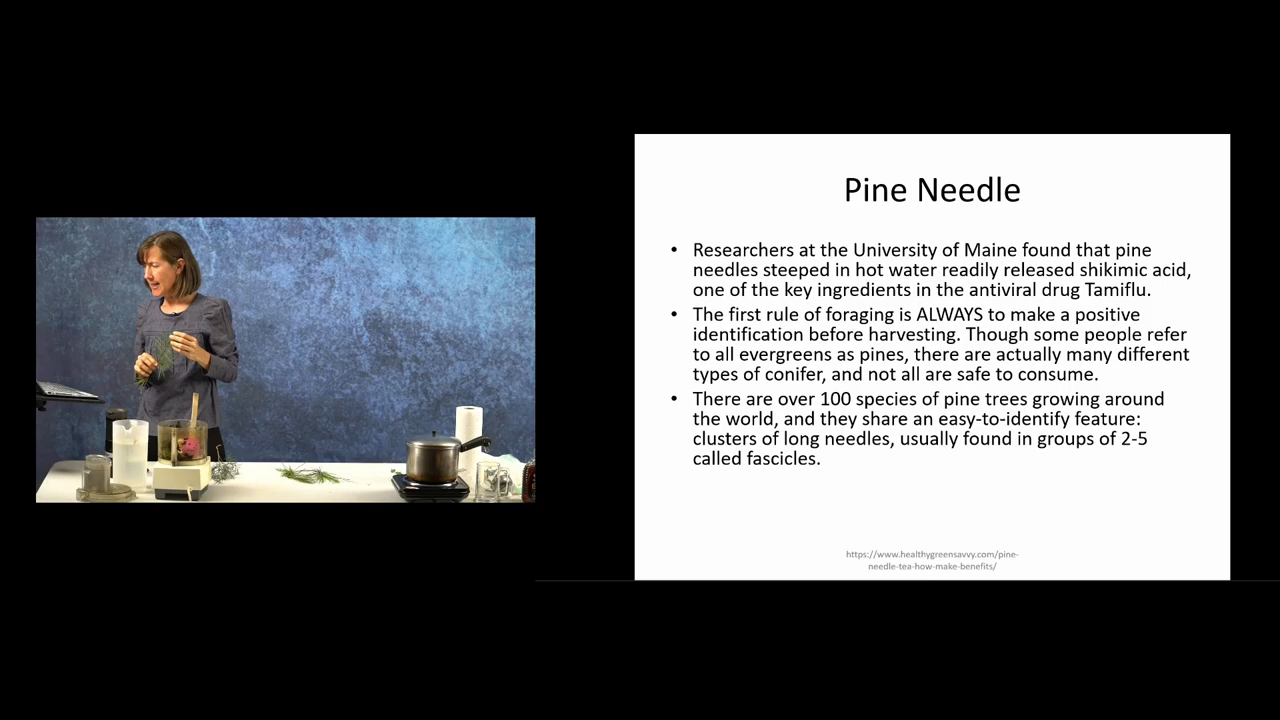 Pine Needle
• Researchers at the University of Maine found that pine
needles steeped in hot water readily released shikimic acid,
one of the key ingredients in the antiviral drug Tamiflu.
• The first rule of foraging is ALWAYS to make a positive
identification before harvesting. Though some people refer
to all evergreens as pines, there are actually many different
types of conifer, and not all are safe to consume.
• There are over 100 species of pine trees growing around
the world, and they share an easy-to-identify feature:
clusters of long needles, usually found in groups of 2-5
called fascicles.
https://www.healthygreensavvy.com/pine-
needle-tea-how-make-benefits/